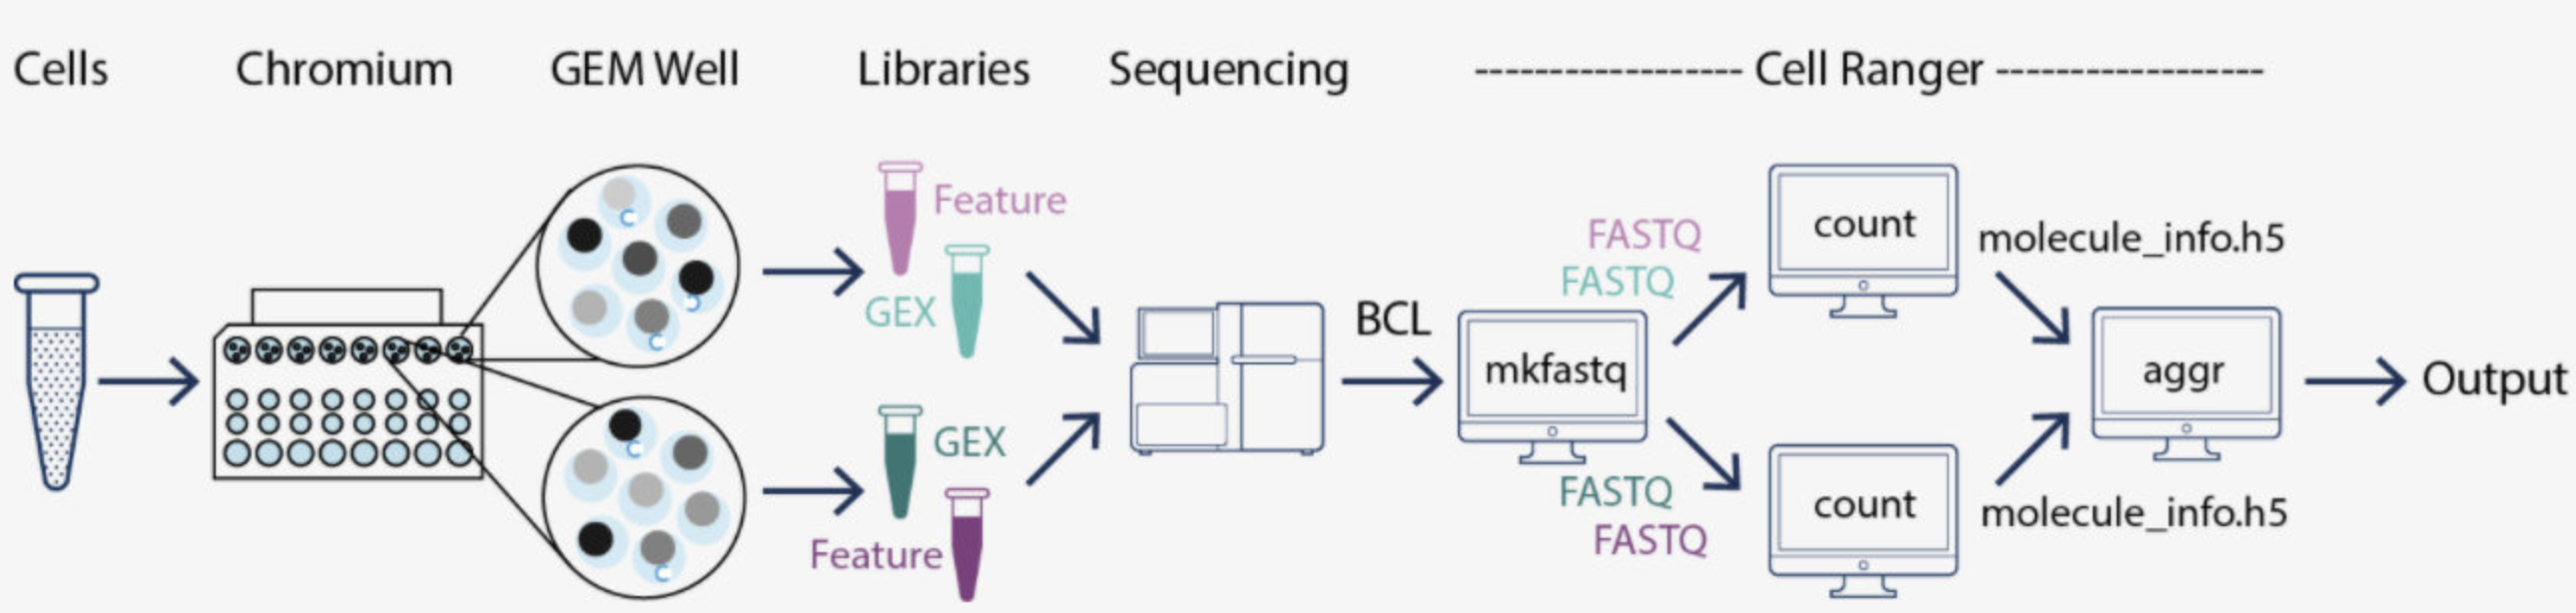 Cells
Chromium
GEM Well
Libraries
Sequencing
------------------ Cell Ranger ------------------
Feature
GEX
GEX
Feature
BCL
mkfastq
FASTQ
FASTQ
FASTQ
FASTQ
count
count
molecule_info.h5
molecule_info.h5
aggr
Output